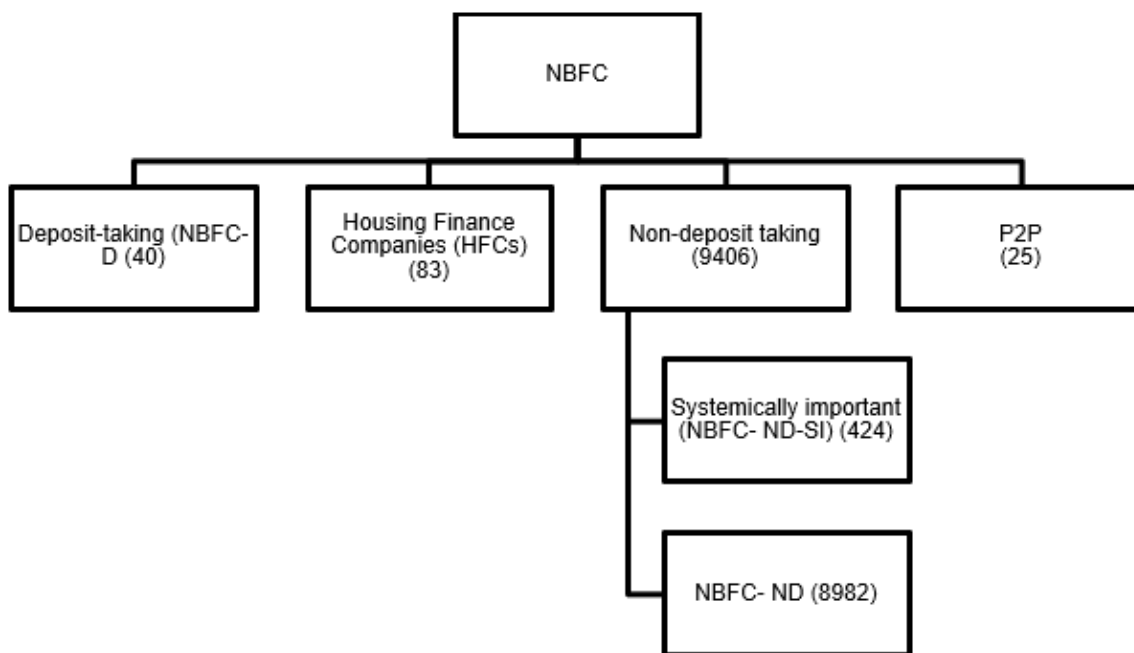 NBFC
Deposit-taking (NBFC-
D (40)
Housing Finance
Companies (HFCs)
(83)
Non-deposit taking
(9406)
P2P
(25)
Systemically important
(NBFC- ND-SI) (424)
NBFC- ND (8982)